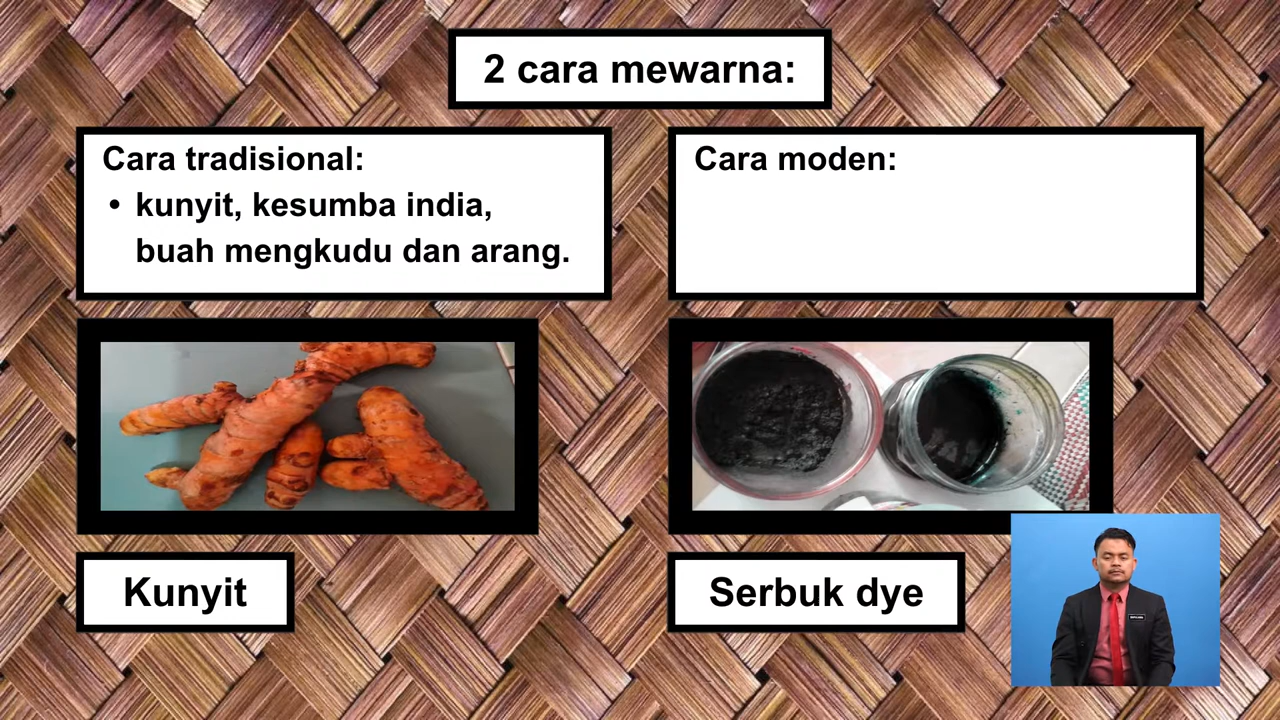 2 cara mewarna:
Cara tradisional:
• kunyit, kesumba india,
buah mengkudu dan arang.
Cara moden:
Kunyit
Serbuk dye